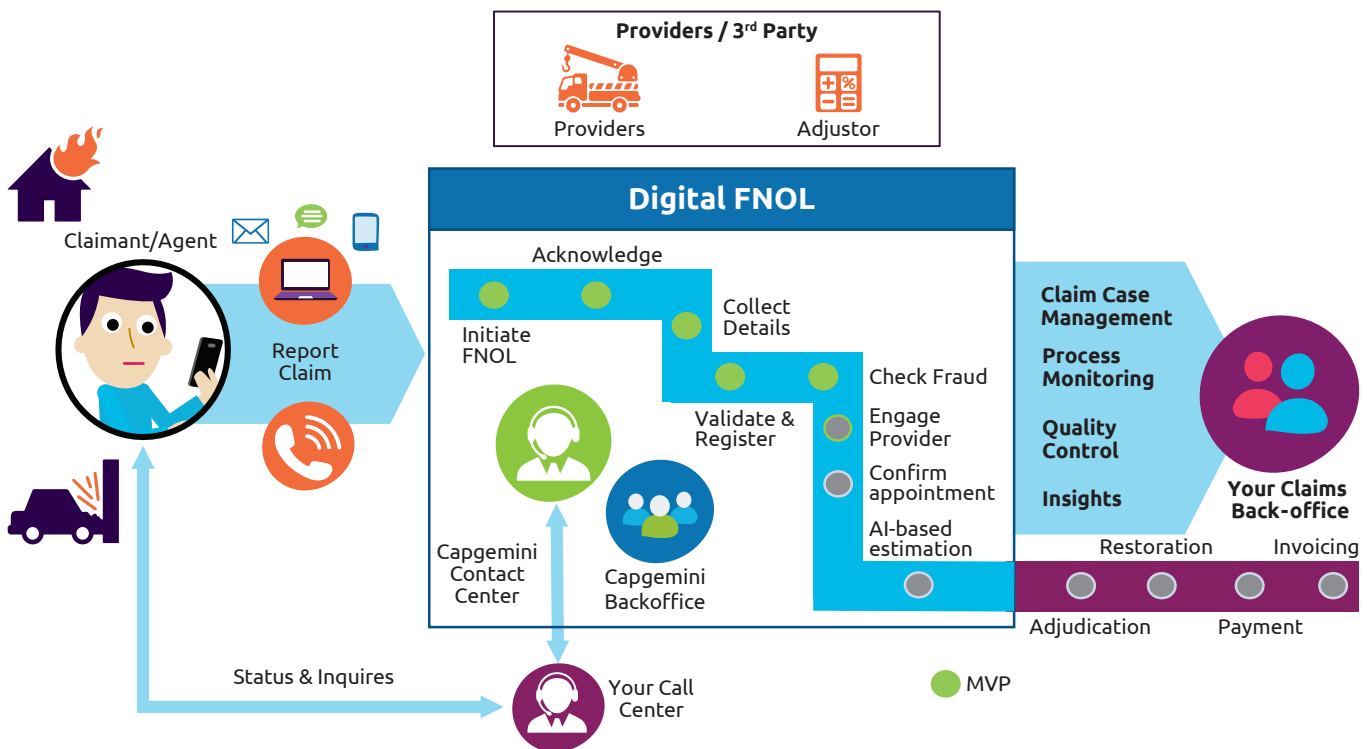 Providers / 3rd Party
Providers
Adjustor
Digital FNOL
Claimant/Agent
Report
Claim
Acknowledge
Initiate
FNOL
Collect
Details
Validate &
Register
Check Fraud
Engage
Provider
Confirm
appointment
AI-based
estimation
Capgemini
Contact
Center
Capgemini
Backoffice
Claim Case
Management
Process
Monitoring
Quality
Control
Insights
Your Claims
Back-office
Restoration
Invoicing
Adjudication
Payment
Status & Inquires
Your Call
Center
MVP